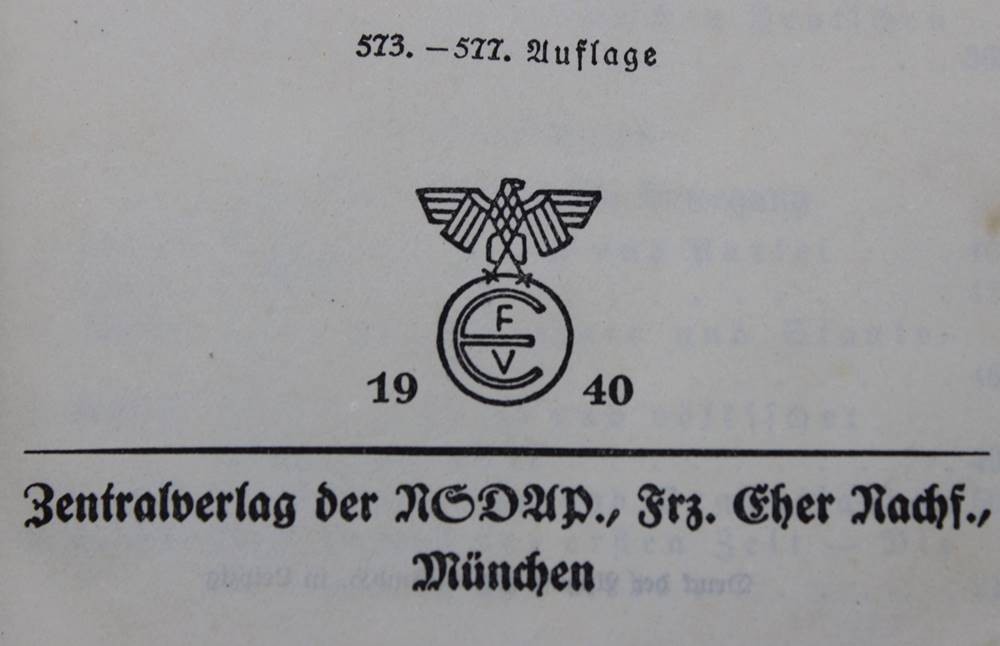 573. – 577. Auflage
F
E
V
19 40
Zentralverlag der NSDAP., Frz. Eher Nachf.,
München